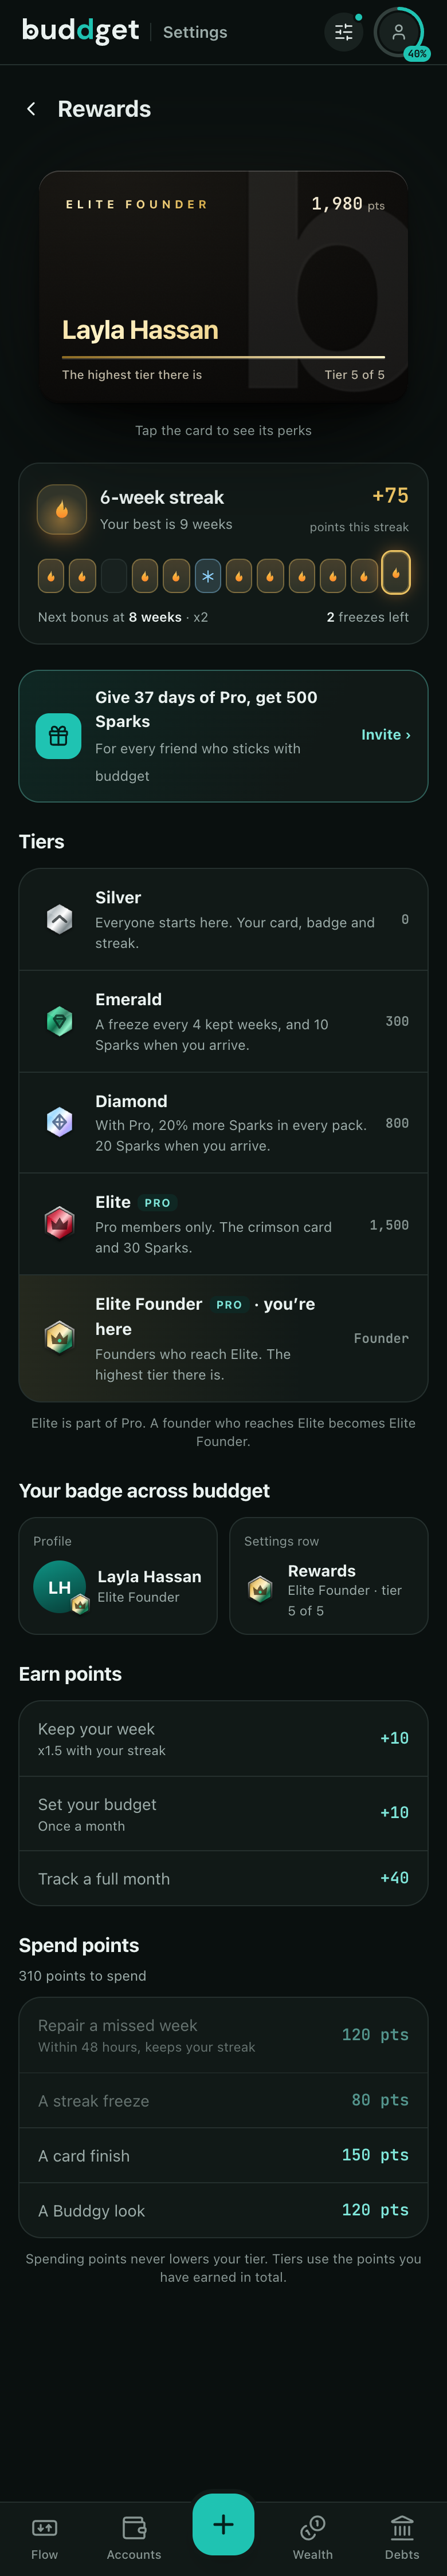 buddget
Settings
40%
Rewards
ELITE FOUNDER
1,980 pts
Layla Hassan
The highest tier there is
Tier 5 of 5
Tap the card to see its perks
6-week streak
+75
Your best is 9 weeks
points this streak
Next bonus at 8 weeks · x2
2 freezes left
Give 37 days of Pro, get 500
Sparks
For every friend who sticks with
buddget
Invite ›
Tiers
Silver
Everyone starts here. Your card, badge and
streak.
0
Emerald
A freeze every 4 kept weeks, and 10
Sparks when you arrive.
300
Diamond
With Pro, 20% more Sparks in every pack.
20 Sparks when you arrive.
800
Elite PRO
Pro members only. The crimson card
and 30 Sparks.
1,500
Elite Founder PRO · you’re
here
Founders who reach Elite. The
highest tier there is.
Founder
Elite is part of Pro. A founder who reaches Elite becomes Elite
Founder.
Your badge across buddget
Profile
LH
Layla Hassan
Elite Founder
Settings row
Rewards
Elite Founder · tier
5 of 5
Earn points
Keep your week
x1.5 with your streak
+10
Set your budget
Once a month
+10
Track a full month
+40
Spend points
310 points to spend
Repair a missed week
Within 48 hours, keeps your streak
120 pts
A streak freeze
80 pts
A card finish
150 pts
A Buddgy look
120 pts
Spending points never lowers your tier. Tiers use the points you
have earned in total.
Flow
Accounts
Wealth
Debts